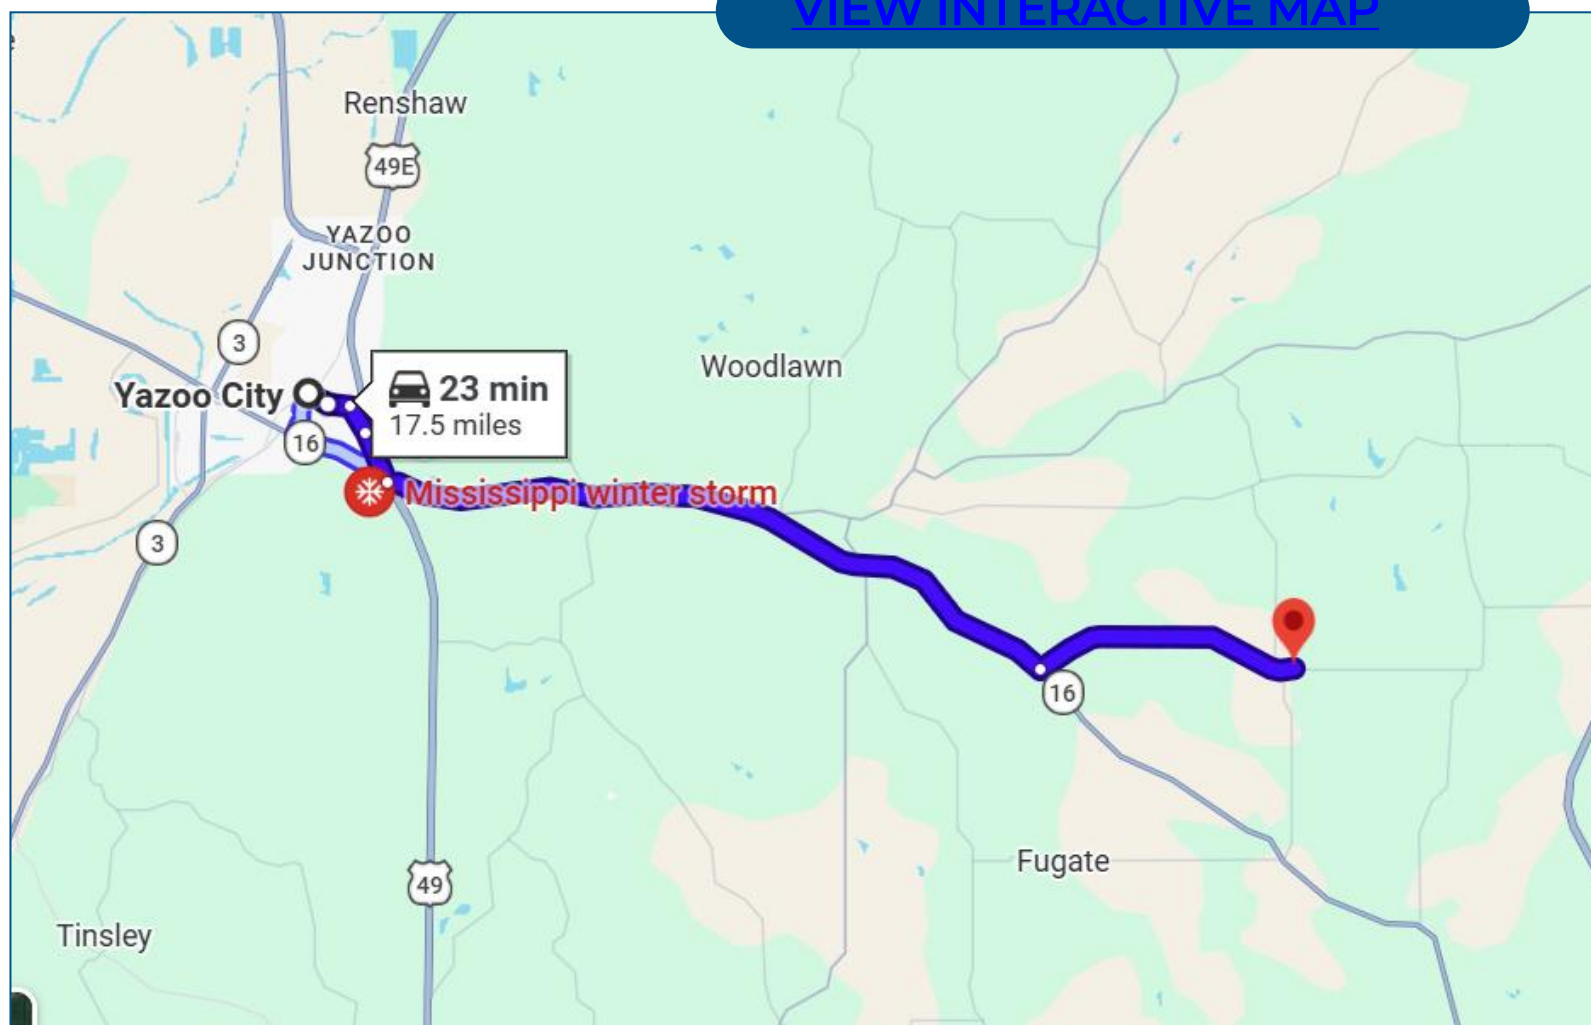 VIEW INTERACTIVE MAP
Renshaw
49E
YAZOO
JUNCTION
3
Woodlawn
Yazoo City
23 min
17.5 miles
16
Mississippi winter storm
3
16
Fugate
49
Tinsley